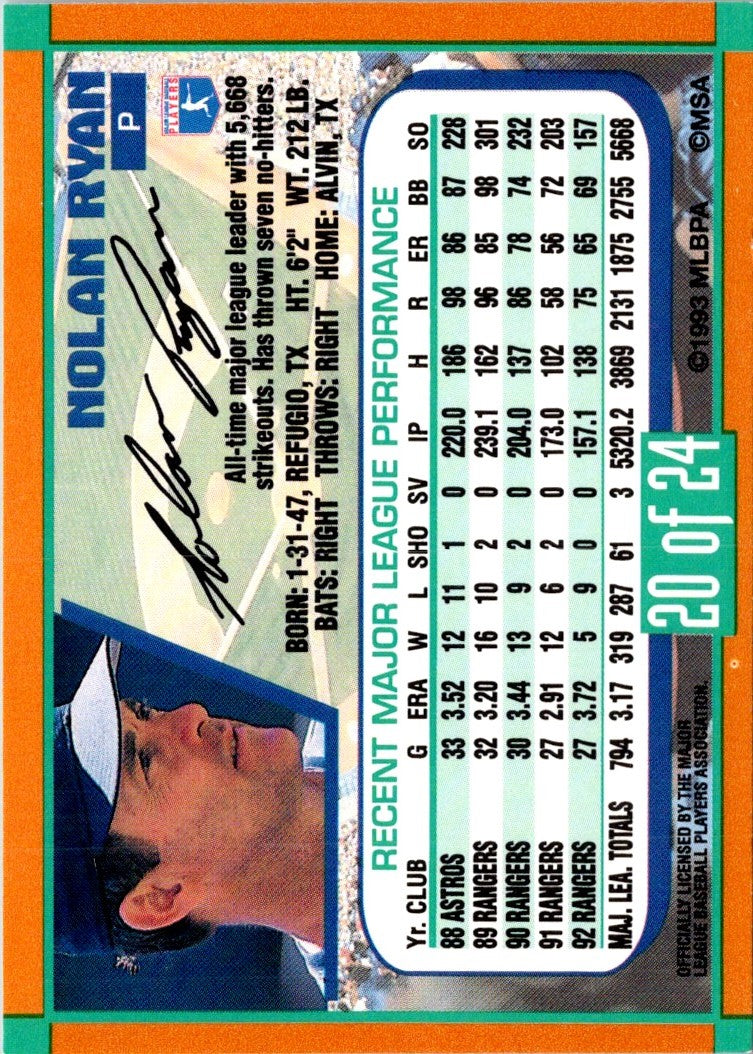 NOLAN RYAN
P
MAJOR LEAGUE BASEBALL
PLAYERS
Nolan Ryan
All-time major league leader with 5,668
strikeouts. Has thrown seven no-hitters.
BORN: 1-31-47, REFUGIO, TX HT. 6'2" WT. 212 LB.
BATS: RIGHT THROWS: RIGHT HOME: ALVIN, TX
RECENT MAJOR LEAGUE PERFORMANCE
Yr. CLUB G ERA W L SHO SV IP H R ER BB SO
88 ASTROS 33 3.52 12 11 1 0 220.0 186 98 86 87 228
89 RANGERS 32 3.20 16 10 2 0 239.1 162 96 85 98 301
90 RANGERS 30 3.44 13 9 2 0 204.0 137 86 78 74 232
91 RANGERS 27 2.91 12 6 2 0 173.0 102 58 56 72 203
92 RANGERS 27 3.72 5 9 0 0 157.1 138 75 65 69 157
MAJ. LEA. TOTALS 794 3.17 319 287 61 3 5320.2 3869 2131 1875 2755 5668
OFFICIALLY LICENSED BY THE MAJOR
LEAGUE BASEBALL PLAYERS ASSOCIATION.
20 of 24
©1993 MLBPA ©MSA